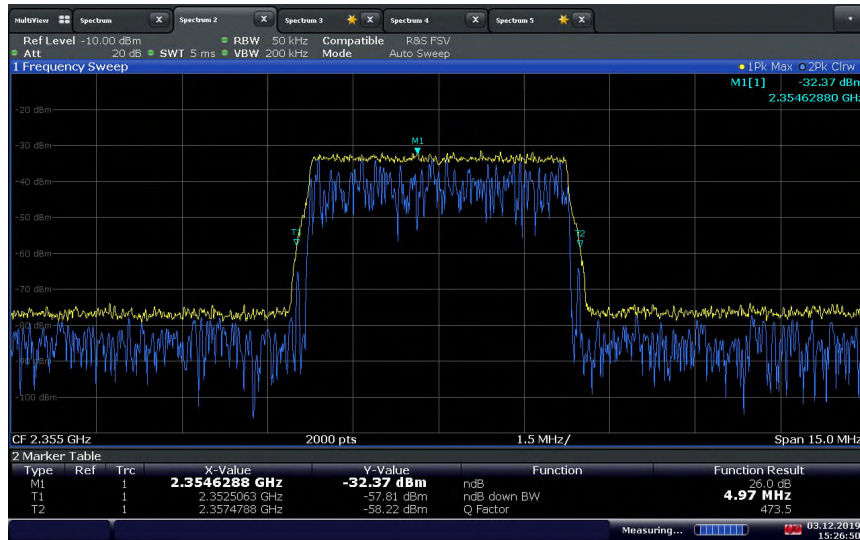 MultiView Spectrum X Spectrum 2 X Spectrum 3 X Spectrum 4 X Spectrum 5 X
Ref Level -10.00 dBm RBW 50 kHz Compatible R&S FSV
Att 20 dB SWT 5 ms VBW 200 kHz Mode Auto Sweep
1 Frequency Sweep 1Pk Max 2Pk Clrw
M1[1] -32.37 dBm
2.35462880 GHz
-20 dBm
-30 dBm
M1
-40 dBm
-50 dBm
T1 T2
-60 dBm
-70 dBm
-80 dBm
-90 dBm
-100 dBm
CF 2.355 GHz 2000 pts 1.5 MHz/ Span 15.0 MHz
2 Marker Table
Type Ref Trc X-Value Y-Value Function Function Result
M1 1 2.3546288 GHz -32.37 dBm ndB 26.0 dB
T1 1 2.3525063 GHz -57.81 dBm ndB down BW 4.97 MHz
T2 1 2.3574788 GHz -58.22 dBm Q Factor 473.5
Measuring... 03.12.2019
15:26:50